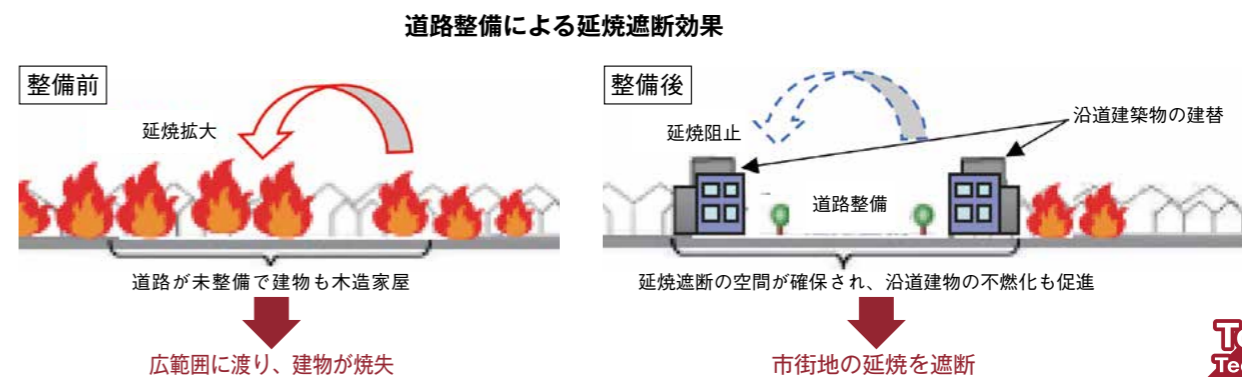 道路整備による延焼遮断効果
整備前
延焼拡大
道路が未整備で建物も木造家屋
広範囲に渡り、建物が焼失
整備後
延焼阻止
沿道建築物の建替
道路整備
延焼遮断の空間が確保され、沿道建物の不燃化も促進
市街地の延焼を遮断